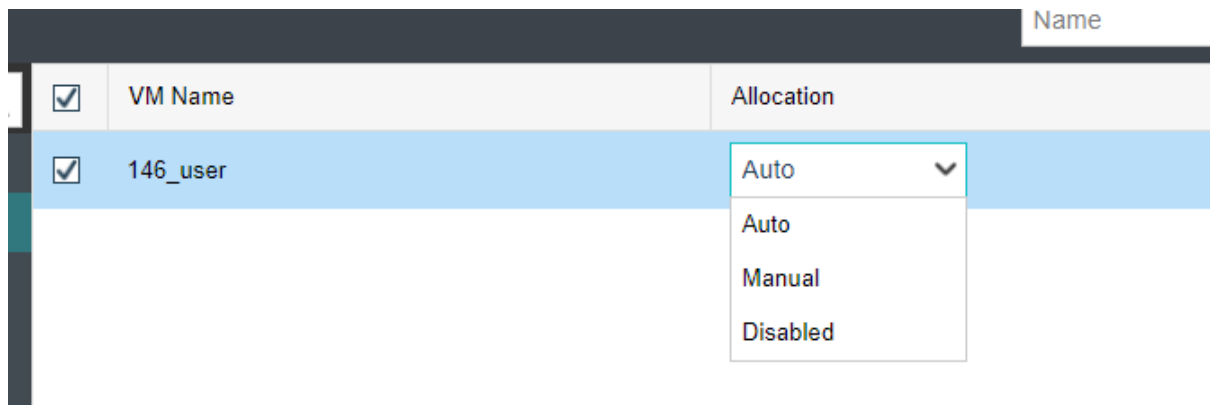 Name
VM Name
Allocation
146_user
Auto
Auto
Manual
Disabled